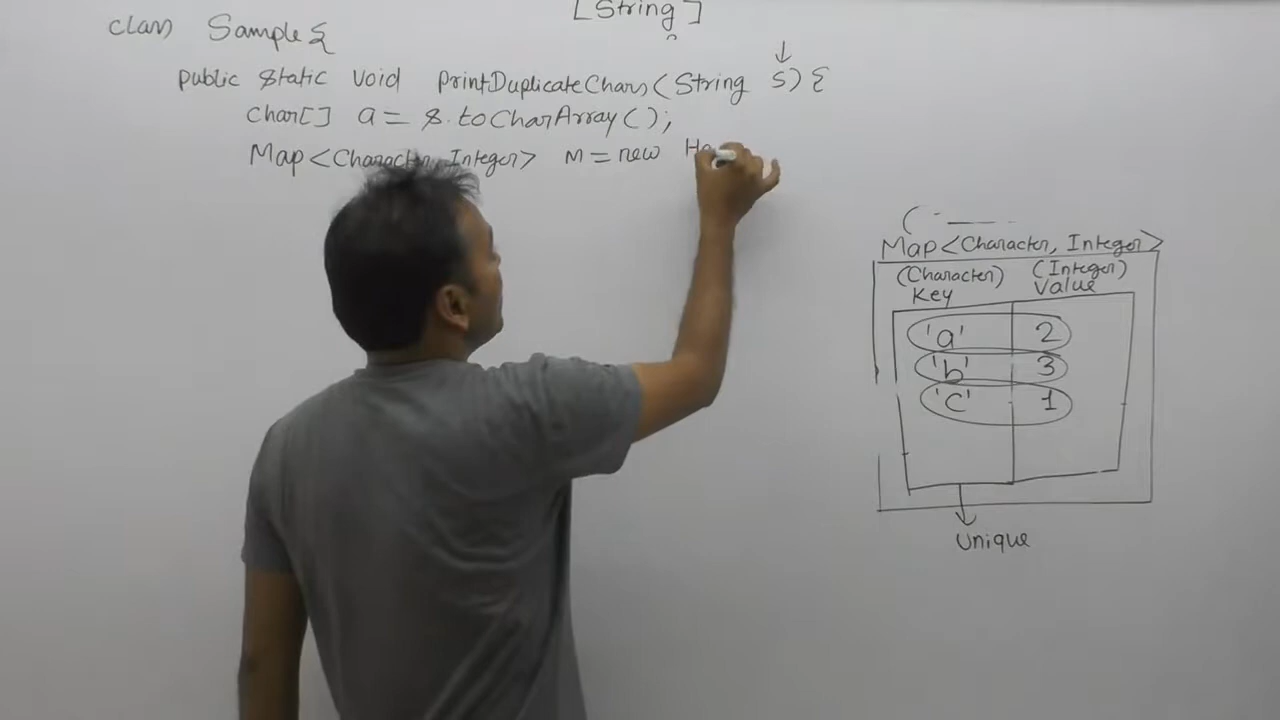 [String]
class Sample {
public static void printDuplicateChars(String s) {
char[] a = s.toCharArray();
Map<Character, Integer> m = new Ha
Map<Character, Integer>
(Character) (Integer)
Key Value
'a' 2
'b' 3
'c' 1
unique